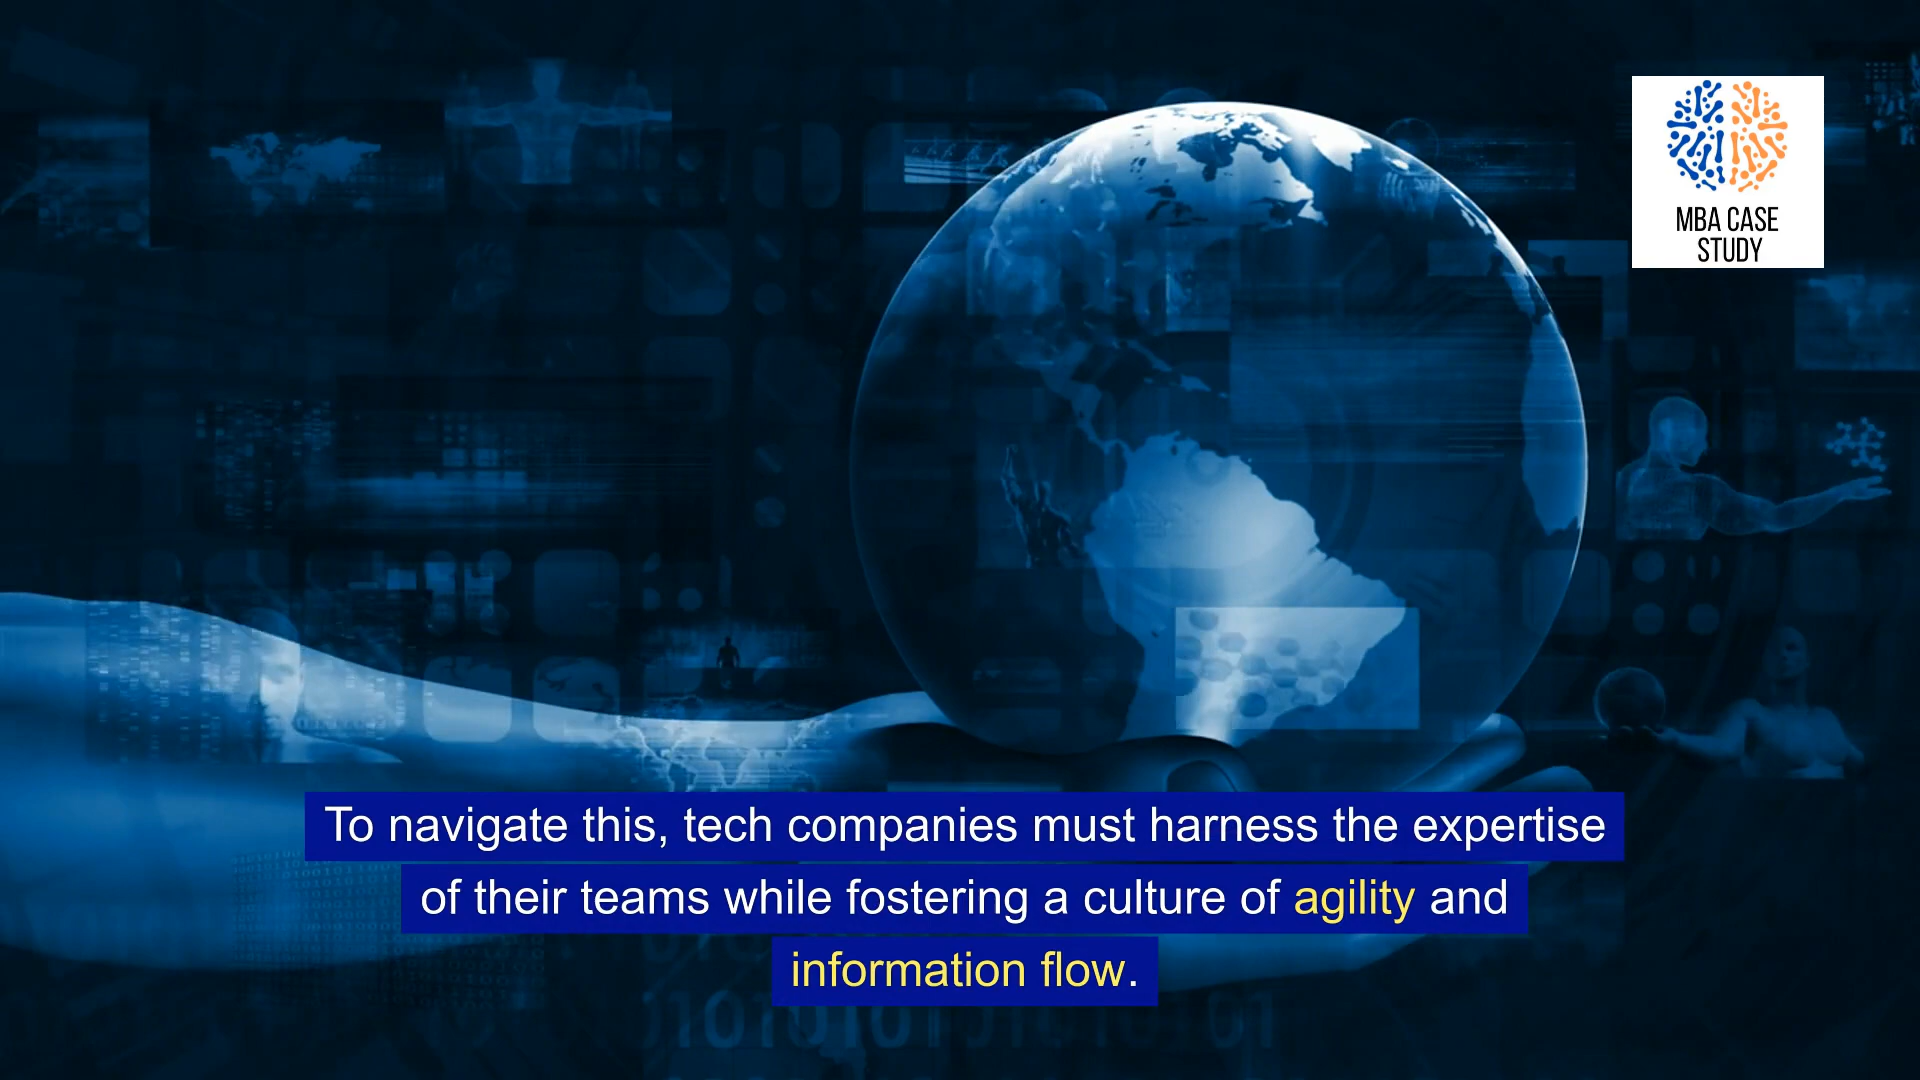 MBA CASE
STUDY
To navigate this, tech companies must harness the expertise
of their teams while fostering a culture of agility and
information flow.